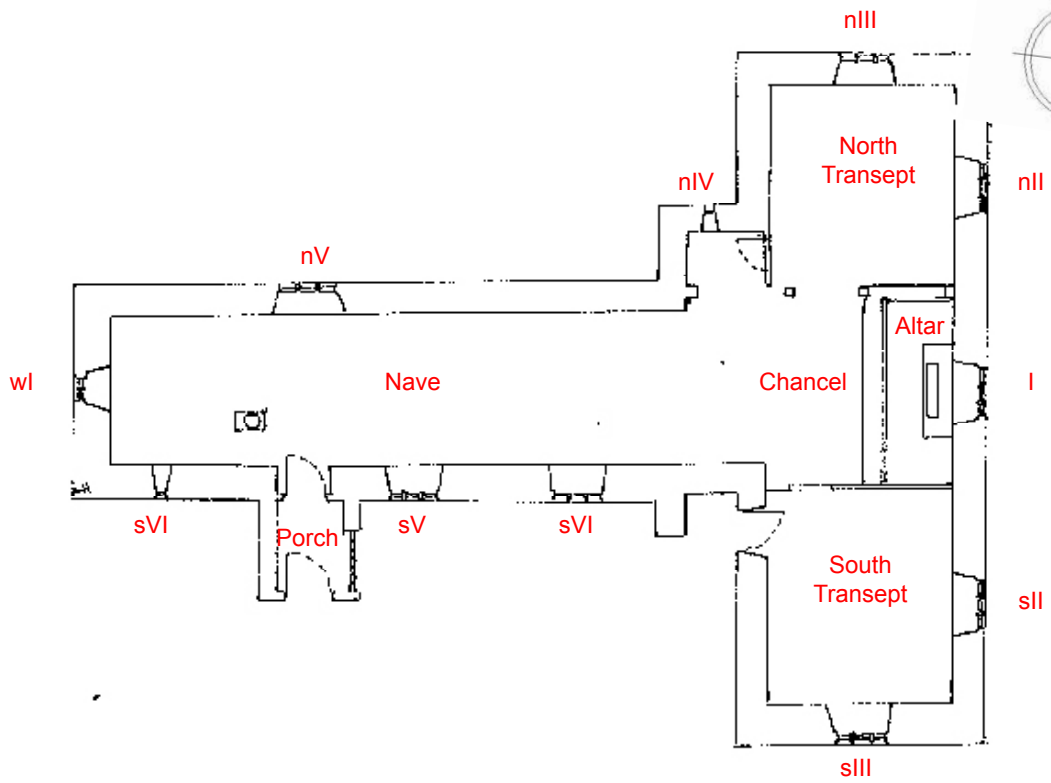 nIII
North
Transept
nII
nIV
nV
Altar
wI
Nave
Chancel
I
sVI
Porch
sV
sVI
South
Transept
sII
sIII